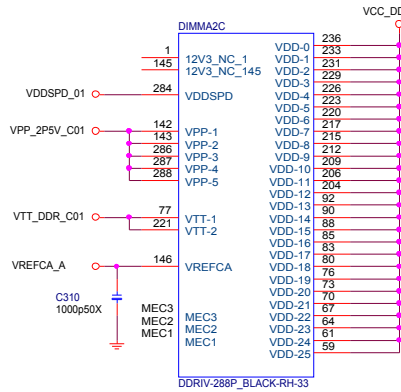 VCC_DD
DIMMA2C
1 12V3_NC_1
145 12V3_NC_145
VDDSPD_01 284 VDDSPD
VPP_2P5V_C01 142 VPP-1
143 VPP-2
286 VPP-3
287 VPP-4
288 VPP-5
VTT_DDR_C01 77 VTT-1
221 VTT-2
VREFCA_A 146 VREFCA
C310
1000p50X
MEC3 MEC3
MEC2 MEC2
MEC1 MEC1
VDD-0 236
VDD-1 233
VDD-2 231
VDD-3 229
VDD-4 226
VDD-5 223
VDD-6 220
VDD-7 217
VDD-8 215
VDD-9 212
VDD-10 209
VDD-11 206
VDD-12 204
VDD-13 92
VDD-14 90
VDD-15 88
VDD-16 85
VDD-17 83
VDD-18 80
VDD-19 76
VDD-20 73
VDD-21 70
VDD-22 67
VDD-23 64
VDD-24 61
VDD-25 59
DDRIV-288P_BLACK-RH-33